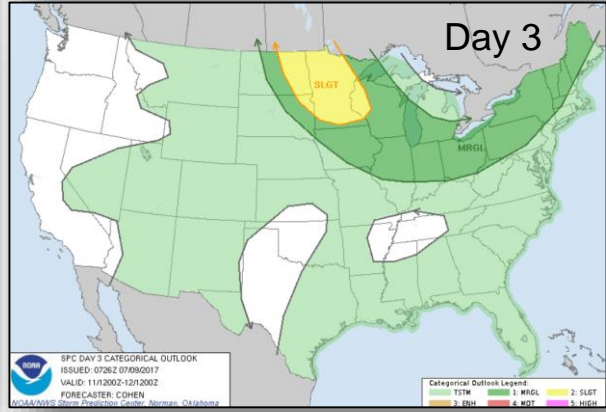 Day 3
SLGT
MRGL
NOAA
SPC DAY 3 CATEGORICAL OUTLOOK
ISSUED: 0726Z 07/09/2017
VALID: 11/1200Z-12/1200Z
FORECASTER: COHEN
NOAA/NWS Storm Prediction Center, Norman, Oklahoma
Categorical Outlook Legend:
TSTM 1: MRGL 2: SLGT
3: ENH 4: MDT 5: HIGH